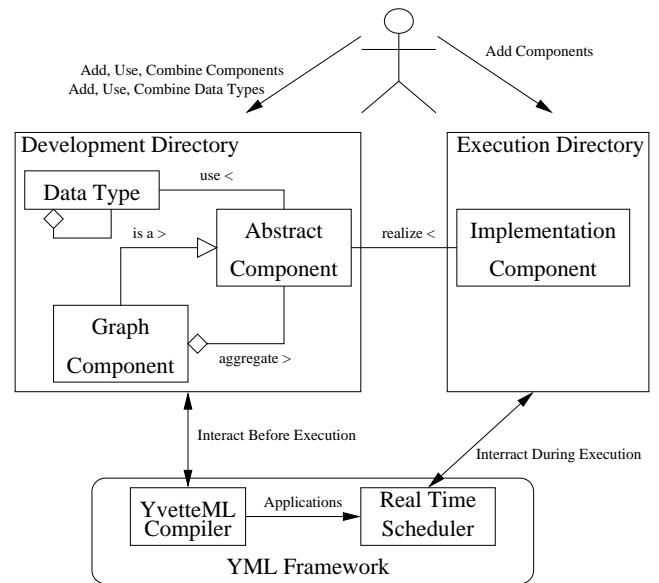 Add Components
Add, Use, Combine Components
Add, Use, Combine Data Types
Development Directory
Execution Directory
Data Type
use <
is a >
Abstract
Component
realize <
Implementation
Component
Graph
Component
aggregate >
Interact Before Execution
Interract During Execution
YvetteML
Compiler
Applications
Real Time
Scheduler
YML Framework